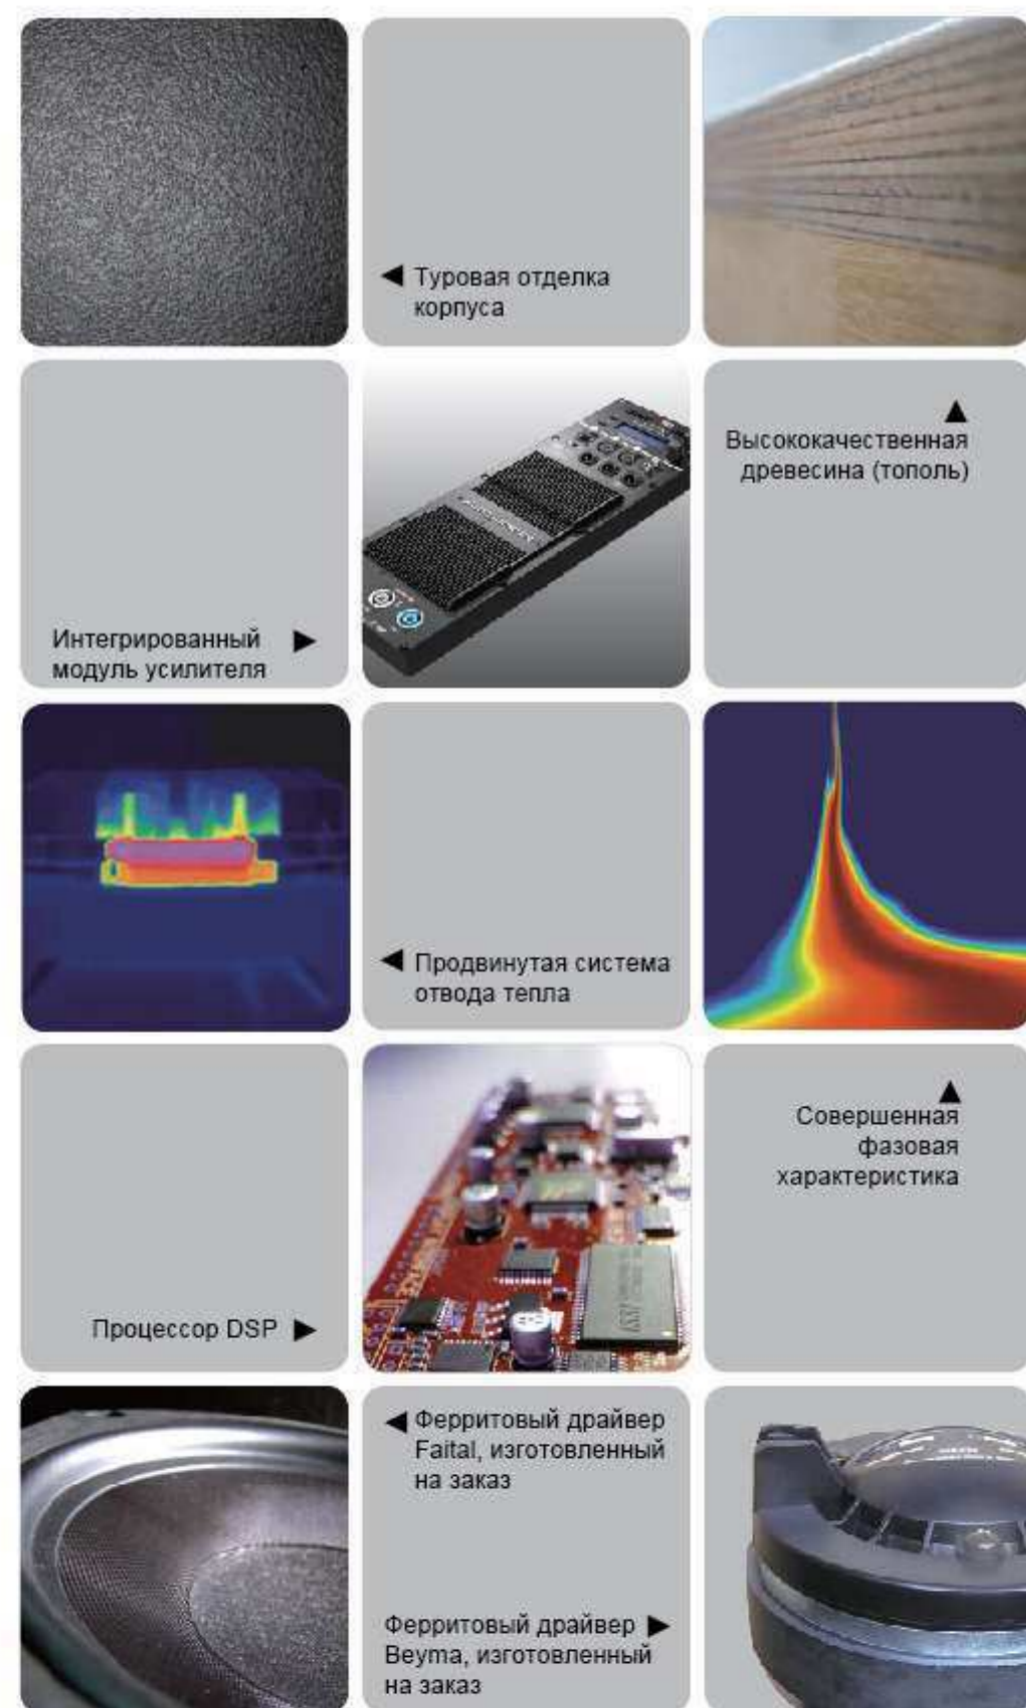 Туровая отделка
корпуса
Высококачественная
древесина (тополь)
Интегрированный
модуль усилителя
Продвинутая система
отвода тепла
Совершенная
фазовая
характеристика
Процессор DSP
Ферритовый драйвер
Faital, изготовленный
на заказ
Ферритовый драйвер
Beyma, изготовленный
на заказ